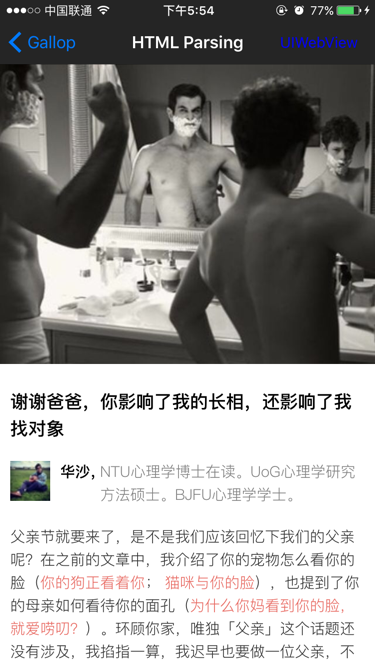 中国联通 下午5:54 77%
Gallop HTML Parsing UIWebView
谢谢爸爸，你影响了我的长相，还影响了我
找对象
华沙, NTU心理学博士在读。UoG心理学研究
方法硕士。BJFU心理学学士。
父亲节就要来了，是不是我们应该回忆下我们的父亲
呢？在之前的文章中，我介绍了你的宠物怎么看你的
脸（你的狗正看着你； 猫咪与你的脸），也提到了你
的母亲如何看待你的面孔（为什么你妈看到你的脸，
就爱唠叨？）。环顾你家，唯独「父亲」这个话题还
没有涉及，我掐指一算，我迟早也要做一位父亲，不